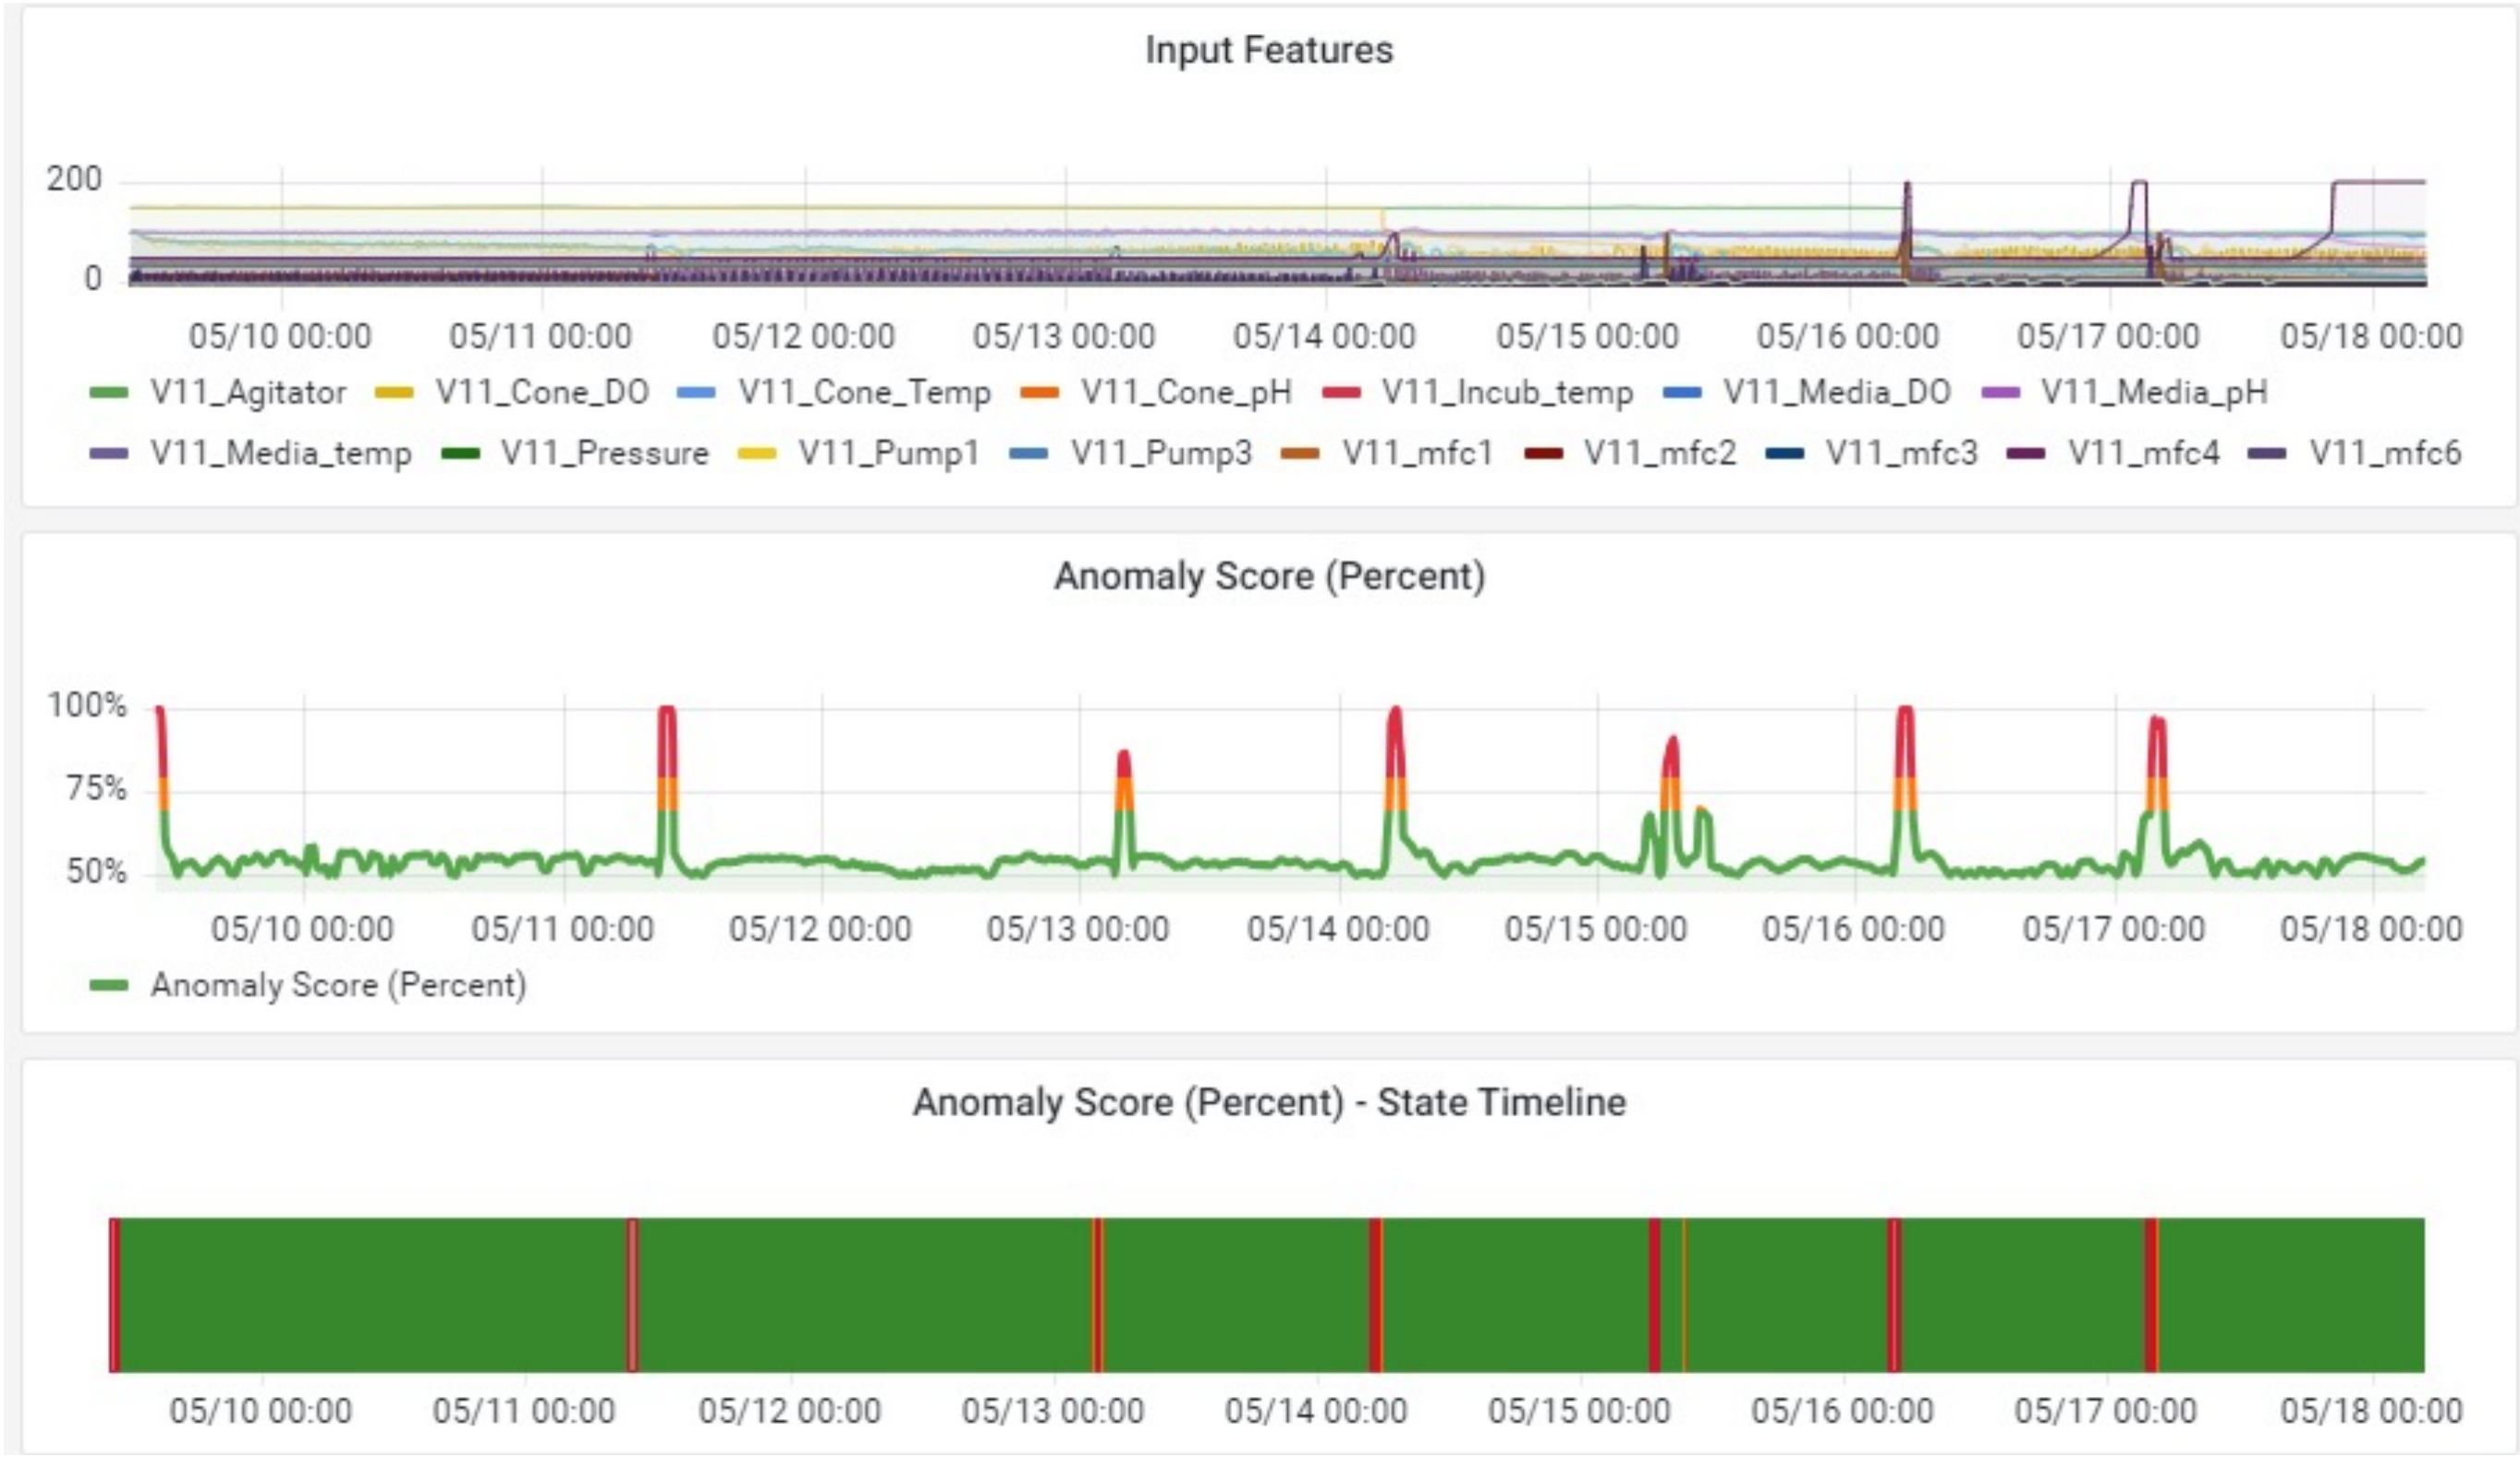 Input Features
200
0
05/10 00:00 05/11 00:00 05/12 00:00 05/13 00:00 05/14 00:00 05/15 00:00 05/16 00:00 05/17 00:00 05/18 00:00
V11_Agitator V11_Cone_DO V11_Cone_Temp V11_Cone_pH V11_Incub_temp V11_Media_DO V11_Media_pH
V11_Media_temp V11_Pressure V11_Pump1 V11_Pump3 V11_mfc1 V11_mfc2 V11_mfc3 V11_mfc4 V11_mfc6
Anomaly Score (Percent)
100%
75%
50%
05/10 00:00 05/11 00:00 05/12 00:00 05/13 00:00 05/14 00:00 05/15 00:00 05/16 00:00 05/17 00:00 05/18 00:00
Anomaly Score (Percent)
Anomaly Score (Percent) - State Timeline
05/10 00:00 05/11 00:00 05/12 00:00 05/13 00:00 05/14 00:00 05/15 00:00 05/16 00:00 05/17 00:00 05/18 00:00